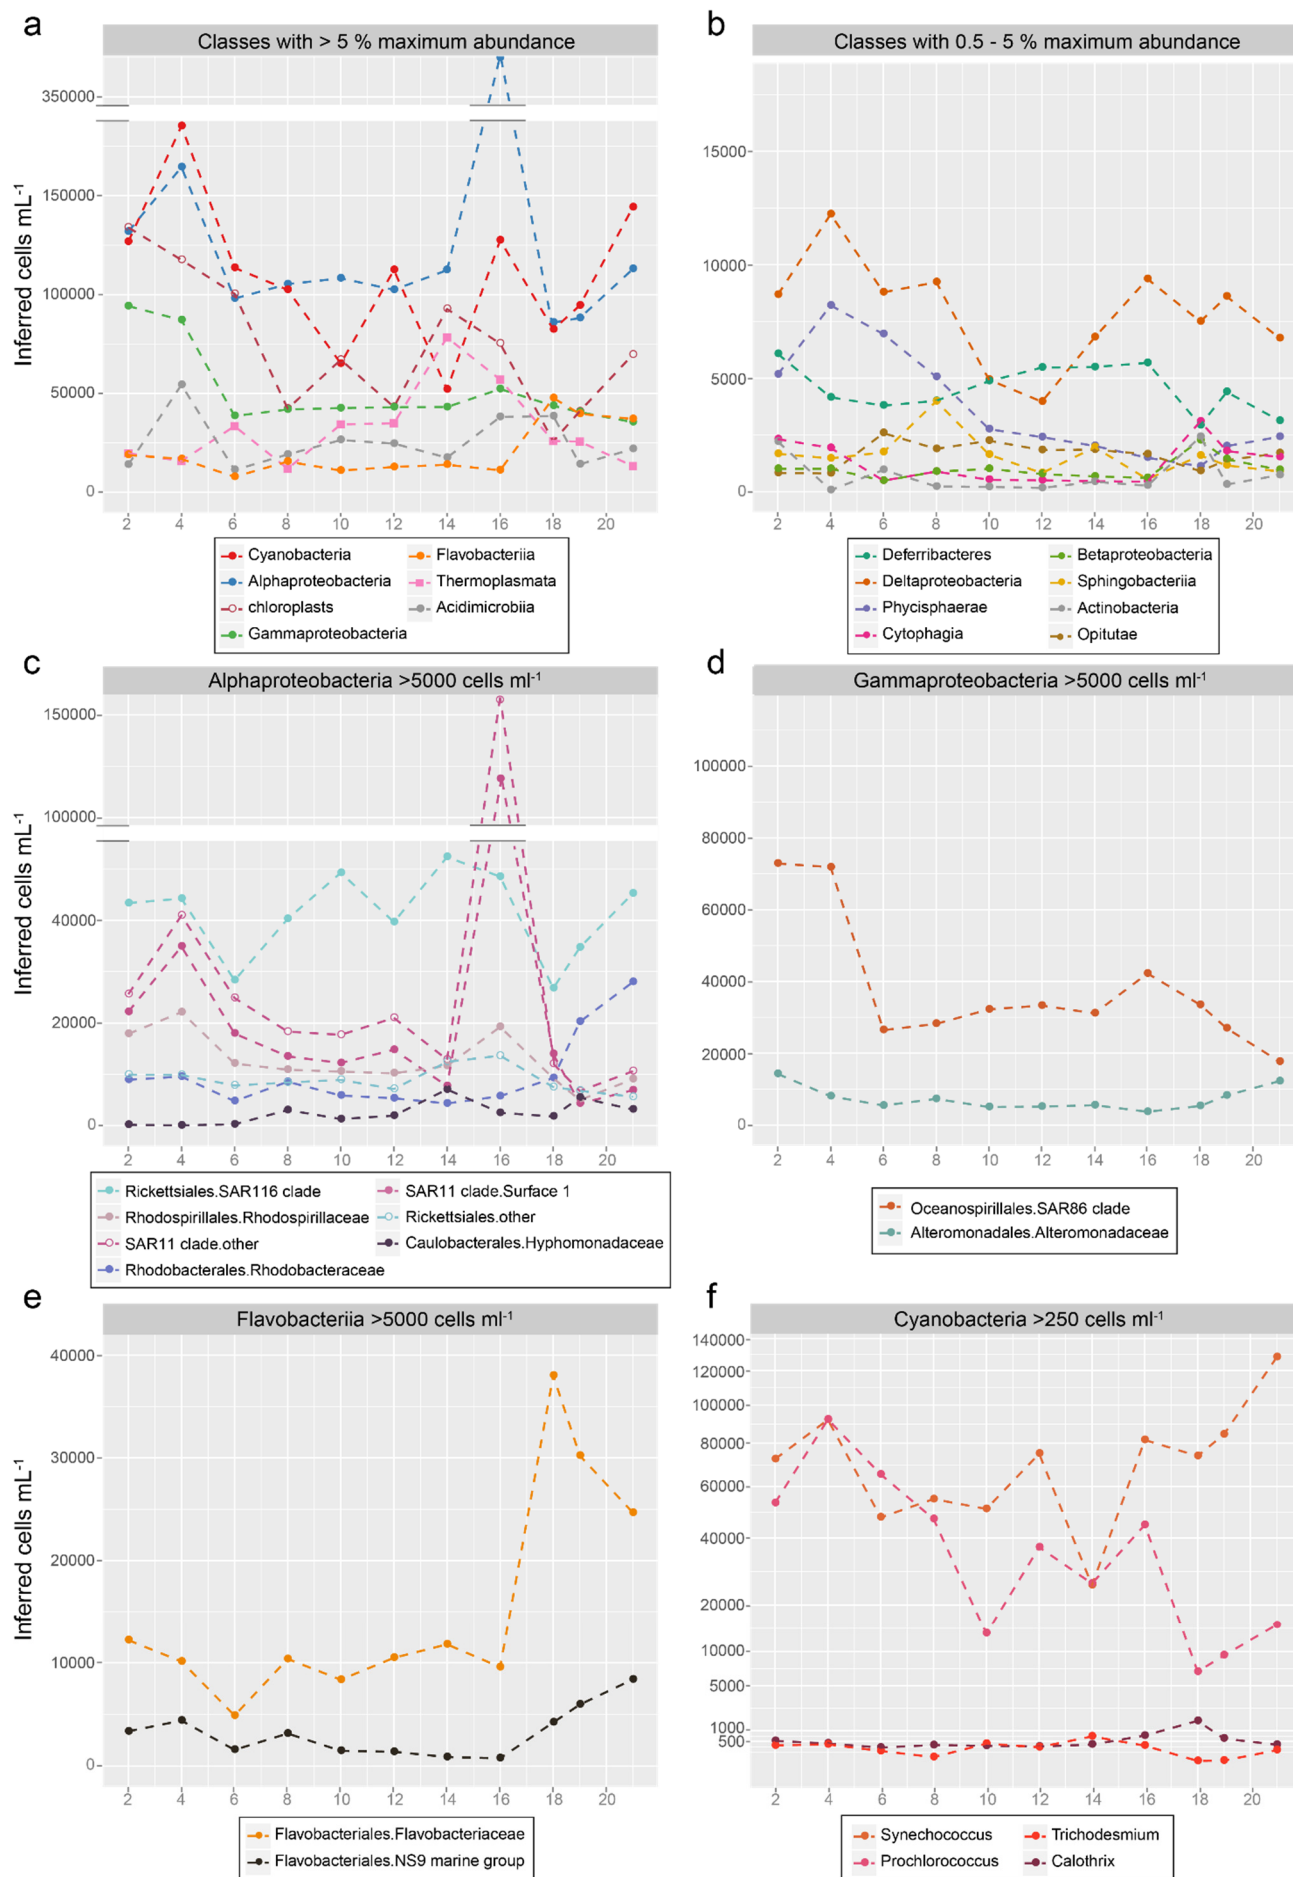 a
Classes with > 5 % maximum abundance
350000
150000
100000
50000
0
Inferred cells mL-1
2 4 6 8 10 12 14 16 18 20
Cyanobacteria
Flavobacteriia
Alphaproteobacteria
Thermoplasmata
chloroplasts
Acidimicrobiia
Gammaproteobacteria
b
Classes with 0.5 - 5 % maximum abundance
15000
10000
5000
0
2 4 6 8 10 12 14 16 18 20
Deferribacteres
Betaproteobacteria
Deltaproteobacteria
Sphingobacteriia
Phycisphaerae
Actinobacteria
Cytophagia
Opitutae
c
Alphaproteobacteria >5000 cells ml-1
150000
100000
40000
20000
0
Inferred cells mL-1
2 4 6 8 10 12 14 16 18 20
Rickettsiales.SAR116 clade
SAR11 clade.Surface 1
Rhodospirillales.Rhodospirillaceae
Rickettsiales.other
SAR11 clade.other
Caulobacterales.Hyphomonadaceae
Rhodobacterales.Rhodobacteraceae
d
Gammaproteobacteria >5000 cells ml-1
100000
80000
60000
40000
20000
0
2 4 6 8 10 12 14 16 18 20
Oceanospirillales.SAR86 clade
Alteromonadales.Alteromonadaceae
e
Flavobacteriia >5000 cells ml-1
40000
30000
20000
10000
0
Inferred cells mL-1
2 4 6 8 10 12 14 16 18 20
Flavobacteriales.Flavobacteriaceae
Flavobacteriales.NS9 marine group
f
Cyanobacteria >250 cells ml-1
140000
120000
100000
80000
60000
40000
20000
10000
5000
1000
500
2 4 6 8 10 12 14 16 18 20
Synechococcus
Trichodesmium
Prochlorococcus
Calothrix